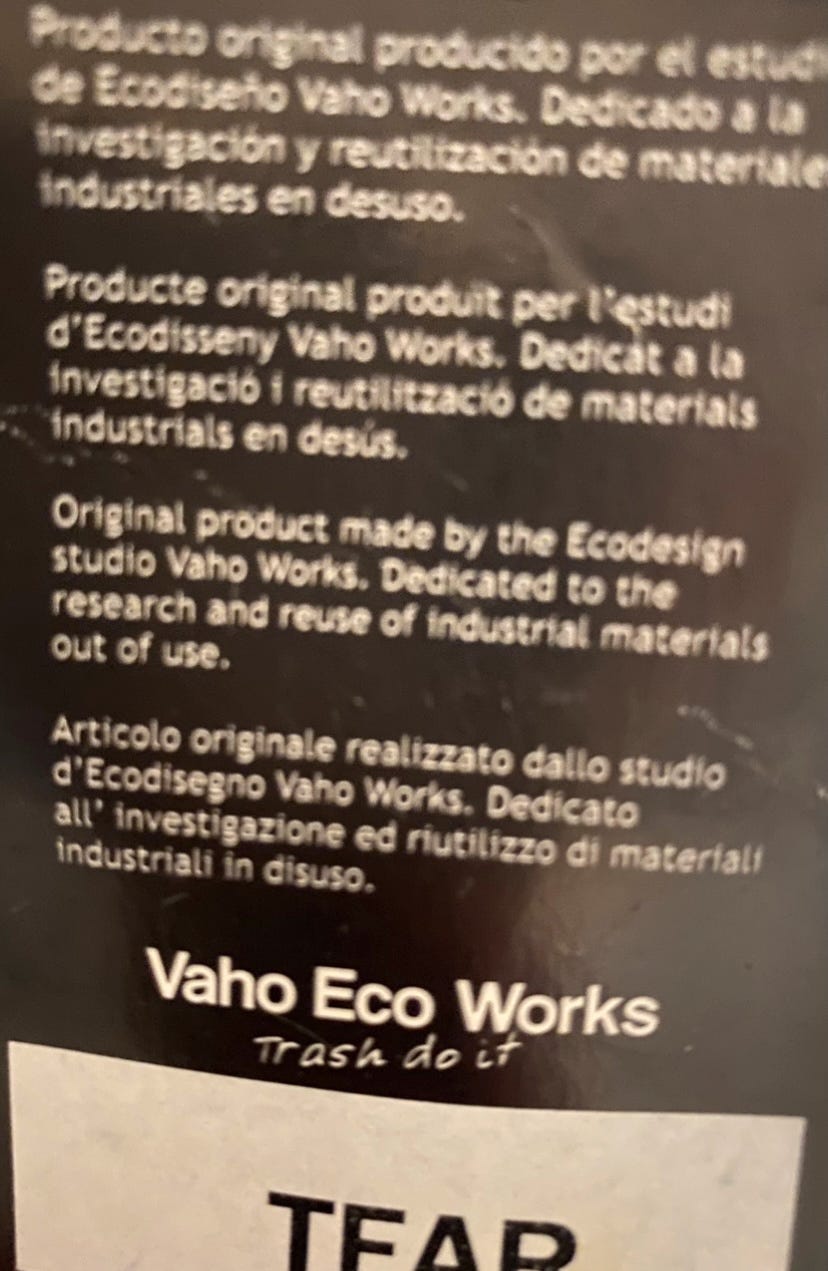 Producto original producido por el estudi
de Ecodiseño Vaho Works. Dedicado a la
investigación y reutilización de materiale
industriales en desuso.
Producte original produït per l'estudi
d'Ecodisseny Vaho Works. Dedicat a la
investigació i reutilització de materials
industrials en desús.
Original product made by the Ecodesign
studio Vaho Works. Dedicated to the
research and reuse of industrial materials
out of use.
Articolo originale realizzato dallo studio
d'Ecodisegno Vaho Works. Dedicato
all' investigazione ed riutilizzo di materiali
industriali in disuso.
Vaho Eco Works
Trash do it
TEAR